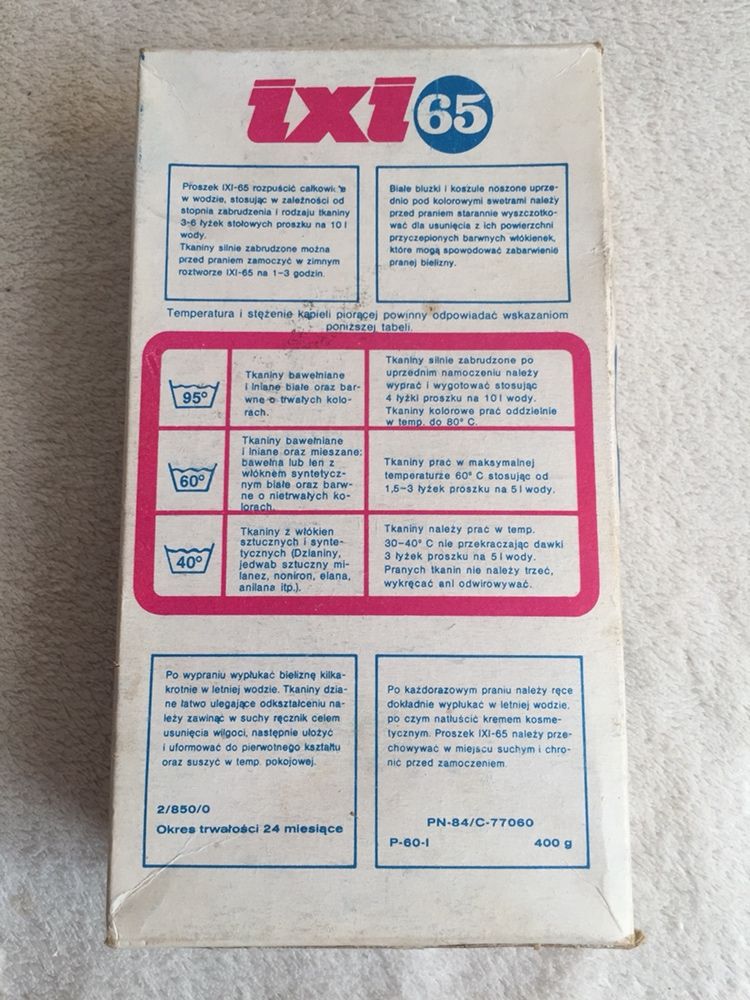 ixi 65
Proszek IXI-65 rozpuścić całkowicie
w wodzie, stosując w zależności od
stopnia zabrudzenia i rodzaju tkaniny
3-6 łyżek stołowych proszku na 10 l
wody.
Tkaniny silnie zabrudzone można
przed praniem zamoczyć w zimnym
roztworze IXI-65 na 1-3 godzin.
Białe bluzki i koszule noszone uprze-
dnio pod kolorowymi swetrami należy
przed praniem starannie wyszczotko-
wać dla usunięcia z ich powierzchni
przyczepionych barwnych włókienek,
które mogą spowodować zabarwienie
pranej bielizny.
Temperatura i stężenie kąpieli piorącej powinny odpowiadać wskazaniom
poniższej tabeli.
95°
Tkaniny bawełniane
i lniane białe oraz bar-
wne o trwałych kolo-
rach.
Tkaniny silnie zabrudzone po
uprzednim namoczeniu należy
wyprać i wygotować stosując
4 łyżki proszku na 10 l wody.
Tkaniny kolorowe prać oddzielnie
w temp. do 80° C.
60°
Tkaniny bawełniane
i lniane oraz mieszane:
bawełna lub len z
włóknem syntetycz-
nym białe oraz barw-
ne o nietrwałych ko-
lorach.
Tkaniny prać w maksymalnej
temperaturze 60° C stosując od
1,5-3 łyżek proszku na 5 l wody.
40°
Tkaniny z włókien
sztucznych i synte-
tycznych (Dzianiny,
jedwab sztuczny mi-
lanez, noniron, elana,
anilana itp.).
Tkaniny należy prać w temp.
30-40° C nie przekraczając dawki
3 łyżek proszku na 5 l wody.
Pranych tkanin nie należy trzeć,
wykręcać ani odwirowywać.
Po wypraniu wypłukać bieliznę kilka-
krotnie w letniej wodzie. Tkaniny dzia-
ne łatwo ulegające odkształceniu na-
leży zawinąć w suchy ręcznik celem
usunięcia wilgoci, następnie ułożyć
i uformować do pierwotnego kształtu
oraz suszyć w temp. pokojowej.
2/850/0
Okres trwałości 24 miesiące
Po każdorazowym praniu należy ręce
dokładnie wypłukać w letniej wodzie,
po czym natłuścić kremem kosme-
tycznym. Proszek IXI-65 należy prze-
chowywać w miejscu suchym i chro-
nić przed zamoczeniem.
PN-84/C-77060
P-60-I 400 g